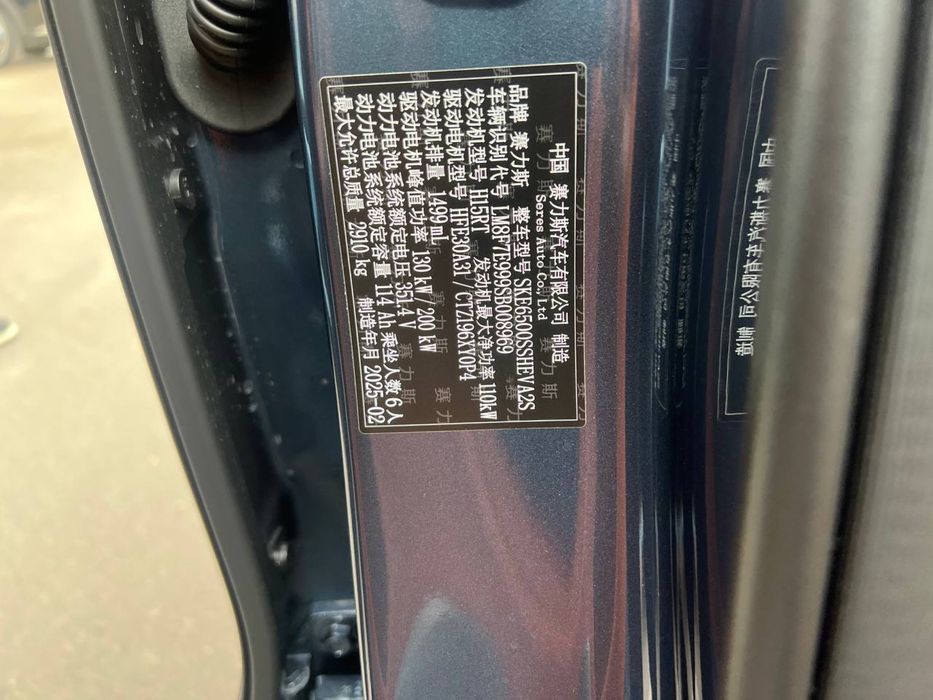 中国 赛力斯汽车有限公司 制造
Seres Auto Co.,Ltd
品牌 赛力斯 整车型号 SKE6500SSHEVA2S
车辆识别代号 LM8F7E999SB008969
发动机型号 H15RT 发动机最大净功率 110kW
驱动电机型号 HFE30A37/CTZ196XY0P4
发动机排量 1499 mL
驱动电机峰值功率 130 kW/200 kW
动力电池系统额定电压 351.4 V
动力电池系统额定容量 114 Ah 乘坐人数 6 人
最大允许总质量 2910 kg 制造年月 2025-02